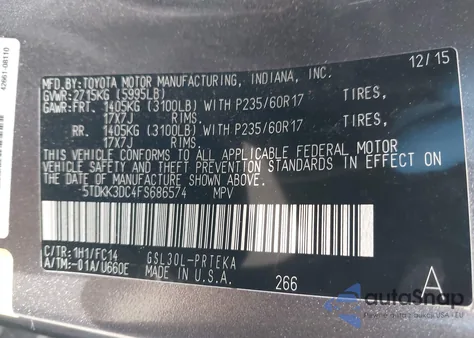 42661-08110
MFD. BY: TOYOTA MOTOR MANUFACTURING, INDIANA, INC. 12/15
GVWR: 2715KG (5995LB)
GAWR: FRT. 1405KG (3100LB) WITH P235/60R17 TIRES,
17X7J RIMS.
RR. 1405KG (3100LB) WITH P235/60R17 TIRES,
17X7J RIMS.
THIS VEHICLE CONFORMS TO ALL APPLICABLE FEDERAL MOTOR
VEHICLE SAFETY AND THEFT PREVENTION STANDARDS IN EFFECT ON
THE DATE OF MANUFACTURE SHOWN ABOVE.
5TDKK3DC4FS686574 MPV
C/TR: 1H1/FC14 GSL30L-PRTEKA
A/TM: -01A/U660E MADE IN U.S.A. 266 A
autoSnap